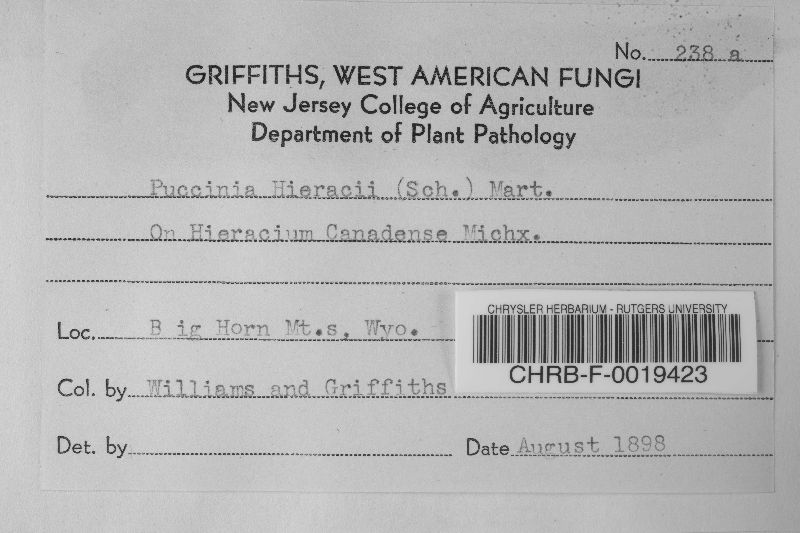 No. 238 a
GRIFFITHS, WEST AMERICAN FUNGI
New Jersey College of Agriculture
Department of Plant Pathology
Puccinia Hieracii (Sch.) Mart.
On Hieracium Canadense Michx.
Loc. B ig Horn Mt.s, Wyo.
CHRYSLER HERBARIUM - RUTGERS UNIVERSITY
CHRB-F-0019423
Col. by Williams and Griffiths
Det. by
Date August 1898